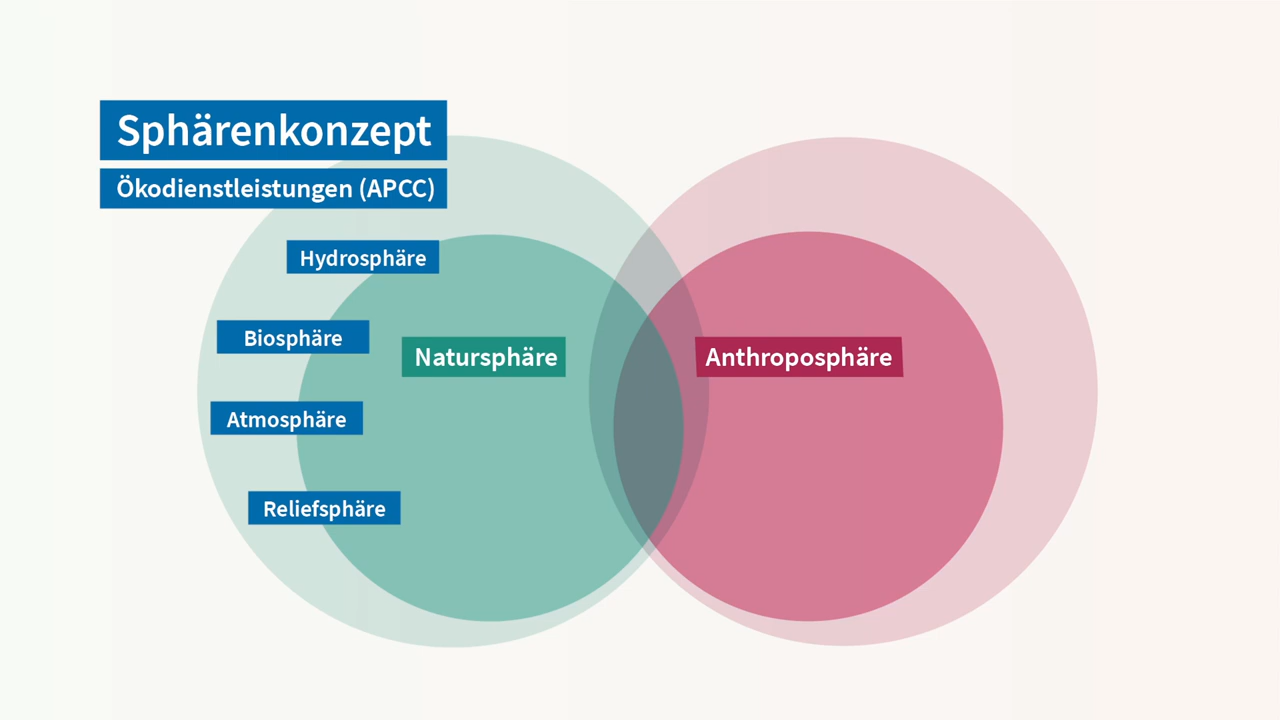 Sphärenkonzept
Ökodienstleistungen (APCC)
Hydrosphäre
Biosphäre
Natursphäre
Anthroposphäre
Atmosphäre
Reliefsphäre